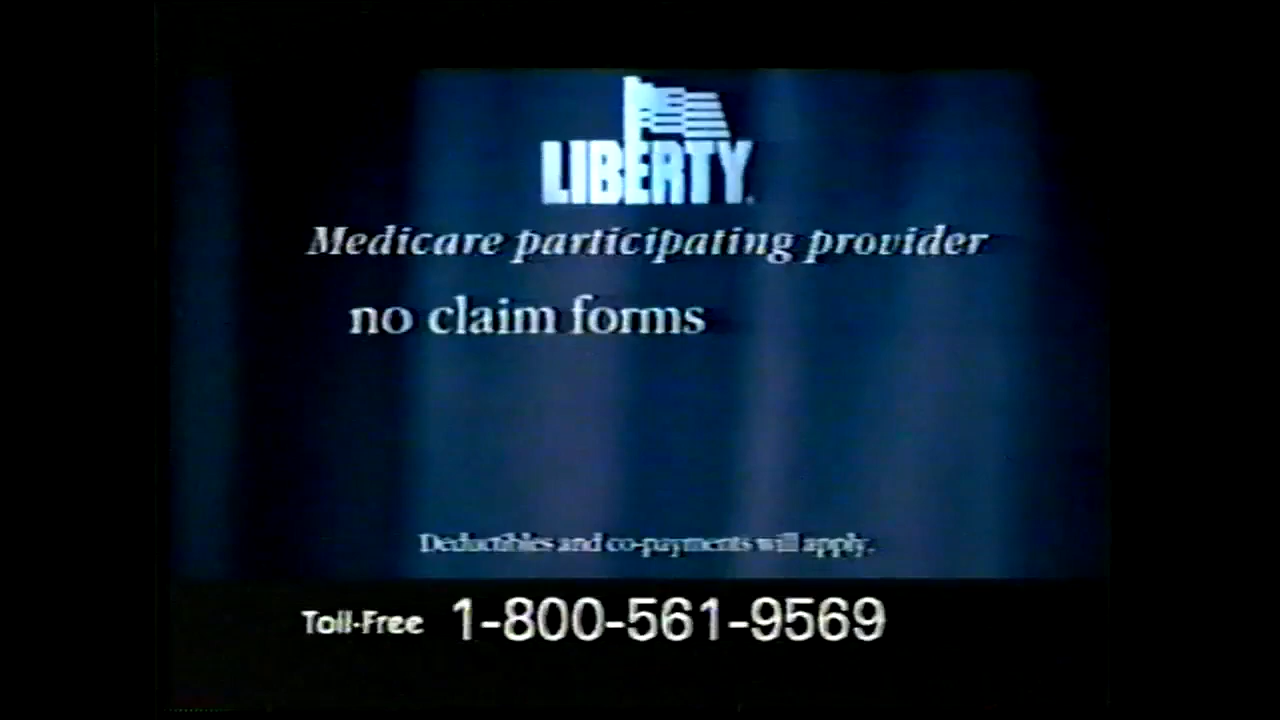 LIBERTY.
Medicare participating provider
no claim forms
Deductibles and co-payments will apply.
Toll-Free 1-800-561-9569